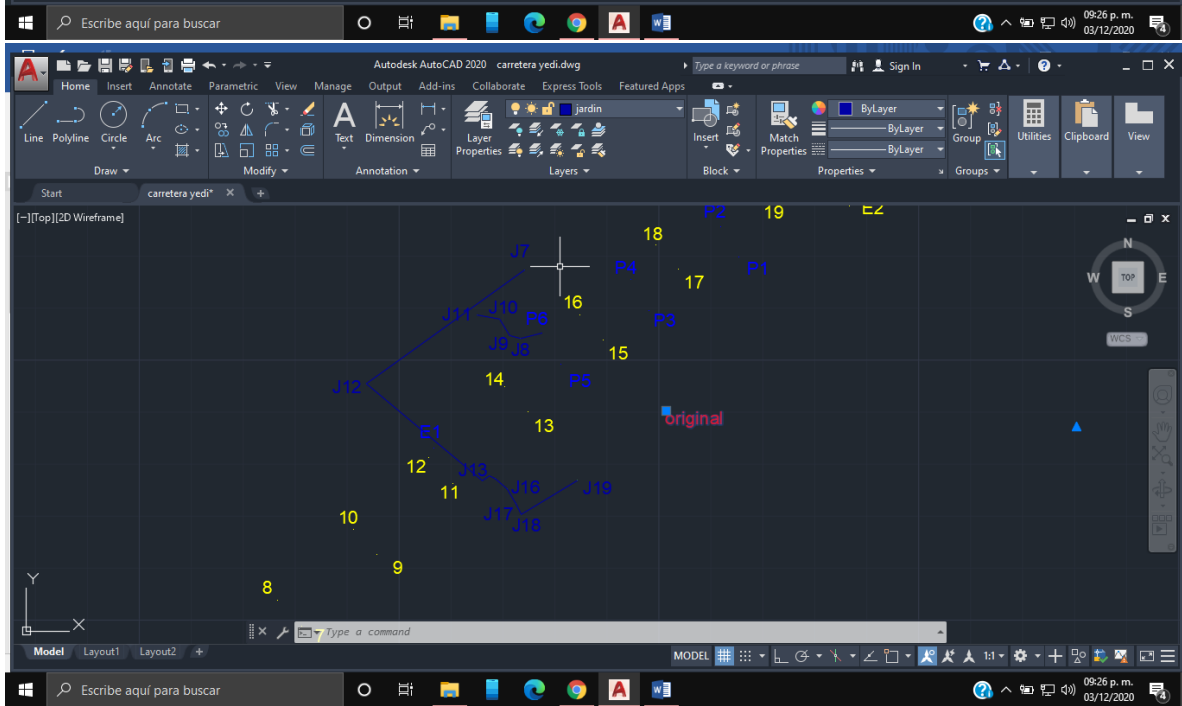 Escribe aquí para buscar
09:26 p. m.
03/12/2020
4
Autodesk AutoCAD 2020 carretera yedi.dwg
Type a keyword or phrase
Sign In
Home Insert Annotate Parametric View Manage Output Add-ins Collaborate Express Tools Featured Apps
Line Polyline Circle Arc
Text Dimension
Layer Properties
jardin
Insert
Match Properties
ByLayer
ByLayer
ByLayer
Group
Utilities Clipboard View
Draw Modify Annotation Layers Block Properties Groups
Start carretera yedi*
[−][Top][2D Wireframe]
P2 19 E2
18
N
J7
P4 P1
17
W TOP E
16
J11 J10 P6 P3
S
WCS
J9 J8
15
14 P5
J12
original
13
E1
12 J13
11 J16 J19
J17
J18
10
9
8
Y
X
7
Type a command
Model Layout1 Layout2 +
MODEL
1:1
Escribe aquí para buscar
09:26 p. m.
03/12/2020
4